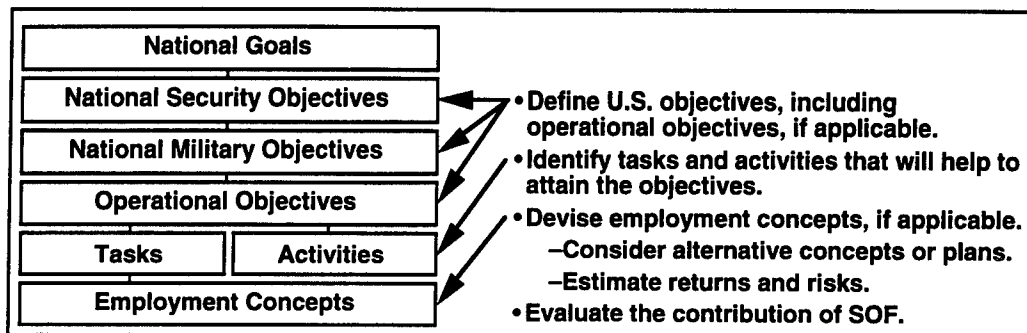 National Goals
National Security Objectives
National Military Objectives
Operational Objectives
Tasks
Activities
Employment Concepts
•Define U.S. objectives, including
operational objectives, if applicable.
•Identify tasks and activities that will help to
attain the objectives.
•Devise employment concepts, if applicable.
–Consider alternative concepts or plans.
–Estimate returns and risks.
•Evaluate the contribution of SOF.